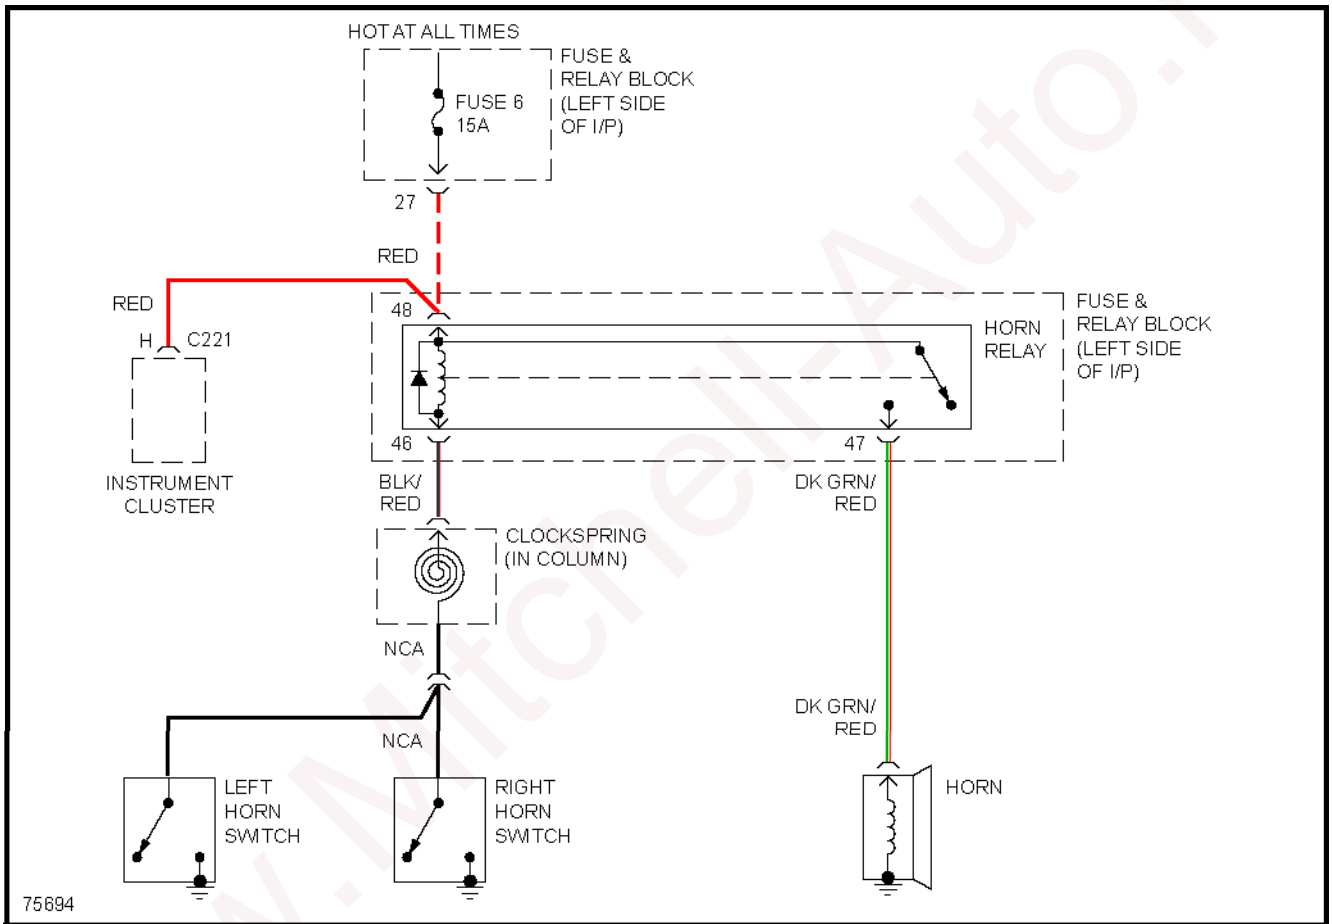 HOT AT ALL TIMES
FUSE &
RELAY BLOCK
(LEFT SIDE
OF I/P)
FUSE 6
15A
27
RED
RED
H
C221
48
FUSE &
RELAY BLOCK
(LEFT SIDE
OF I/P)
HORN
RELAY
46
47
INSTRUMENT
CLUSTER
BLK/
RED
DK GRN/
RED
CLOCKSPRING
(IN COLUMN)
NCA
NCA
DK GRN/
RED
LEFT
HORN
SWITCH
RIGHT
HORN
SWITCH
HORN
75694
w.Mitchell-Auto.r